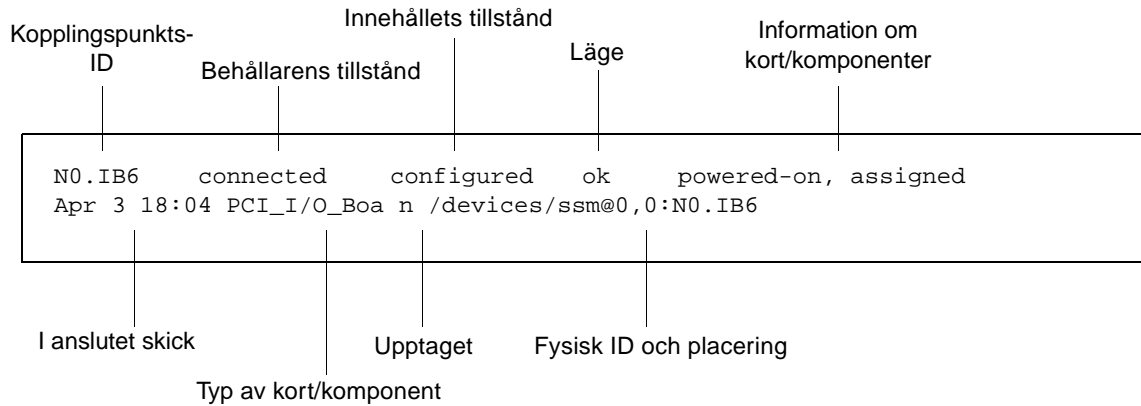 Kopplingspunkts-
ID
Behållarens tillstånd
Innehållets tillstånd
Läge
Information om
kort/komponenter
N0.IB6 connected configured ok powered-on, assigned
Apr 3 18:04 PCI_I/O_Boa n /devices/ssm@0,0:N0.IB6
I anslutet skick
Typ av kort/komponent
Upptaget
Fysisk ID och placering